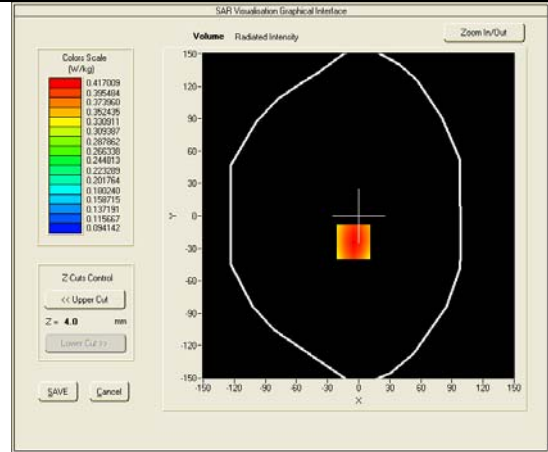 SAR Visualisation Graphical Interface
Volume Radiated Intensity
Zoom In/Out
Colors Scale
(W/kg)
0.417009
0.395484
0.373960
0.352435
0.330911
0.309387
0.287862
0.266338
0.244813
0.223289
0.201764
0.180240
0.158715
0.137191
0.115667
0.094142
Z Cuts Control
<< Upper Cut
Z = 4.0 mm
Lower Cut >>
SAVE Cancel
150
120
90
60
30
0
-30
-60
-90
-120
-150
Y
-150 -120 -90 -60 -30 0 30 60 90 120 150
X